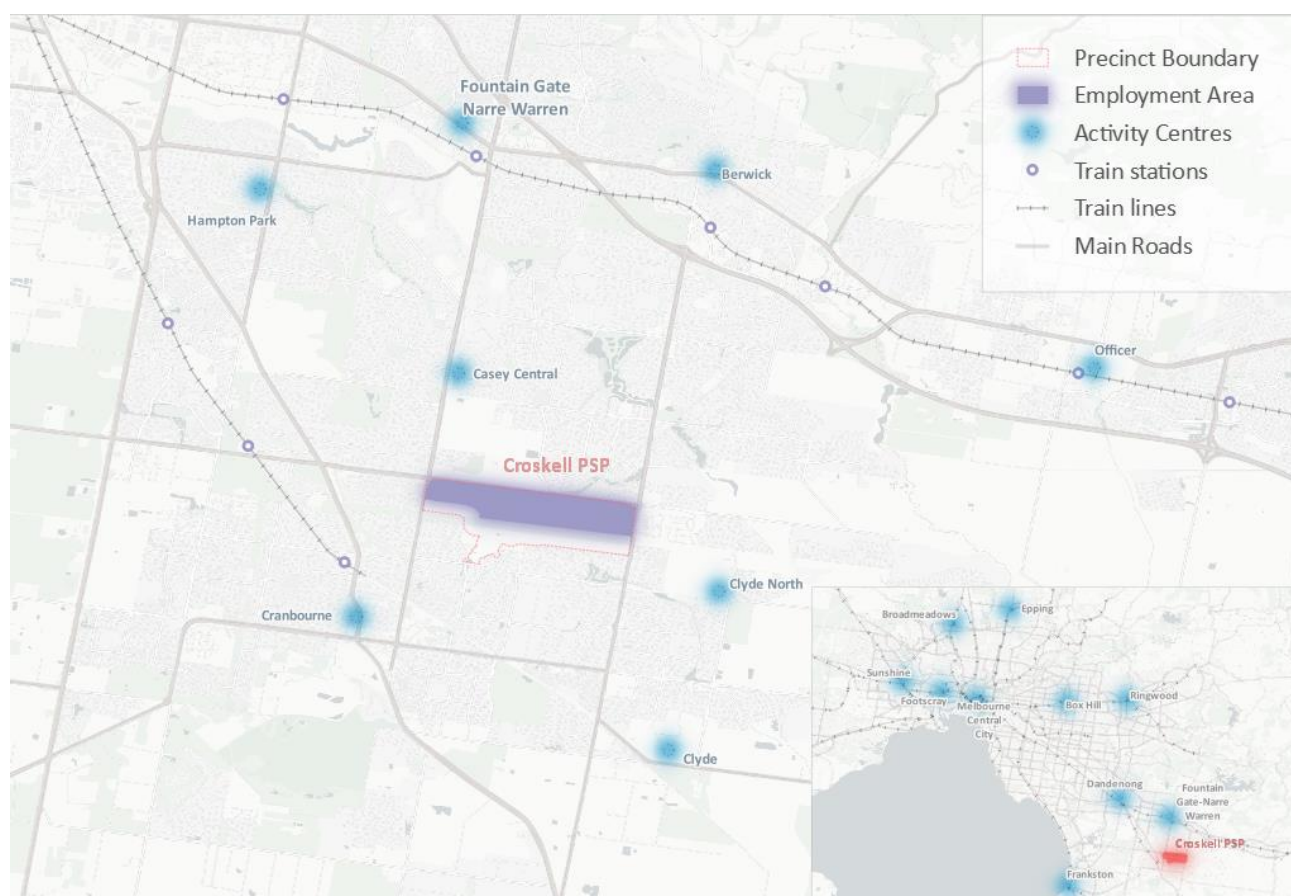 Precinct Boundary
Employment Area
Activity Centres
Train stations
Train lines
Main Roads
Fountain Gate
Narre Warren
Berwick
Hampton Park
Officer
Casey Central
Croskell PSP
Clyde North
Cranbourne
Clyde
Epping
Broadmeadows
Sunshine
Footscray
Melbourne
Central
City
Box Hill
Ringwood
Dandenong
Fountain
Gate-Narre
Warren
Croskell PSP
Frankston